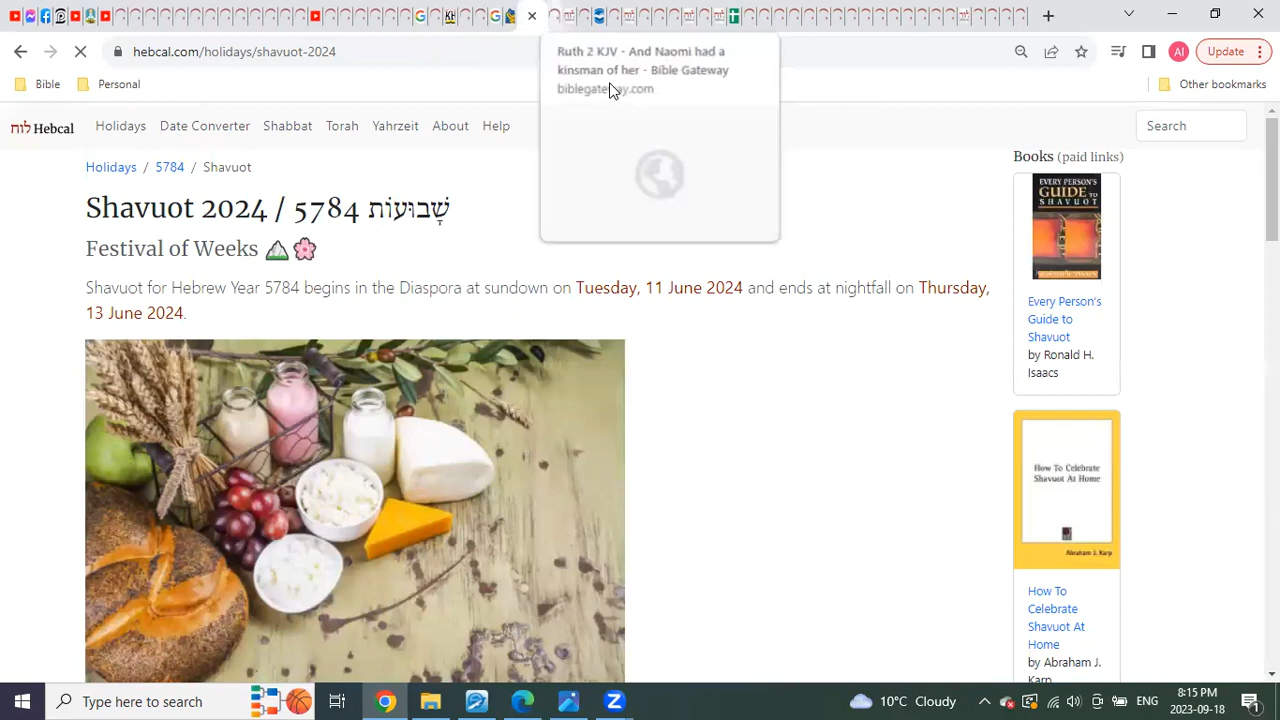 hebcal.com/holidays/shavuot-2024
Update
Bible
Personal
Other bookmarks
Ruth 2 KJV - And Naomi had a
kinsman of her - Bible Gateway
biblegateway.com
לוח Hebcal
Holidays
Date Converter
Shabbat
Torah
Yahrzeit
About
Help
Search
Holidays / 5784 / Shavuot
Shavuot 2024 / 5784 שָׁבוּעוֹת
Festival of Weeks
Shavuot for Hebrew Year 5784 begins in the Diaspora at sundown on Tuesday, 11 June 2024 and ends at nightfall on Thursday,
13 June 2024.
Books (paid links)
EVERY PERSON'S
GUIDE to
SHAVUOT
Every Person's
Guide to
Shavuot
by Ronald H.
Isaacs
How To Celebrate
Shavuot At Home
Abraham J. Karp
How To
Celebrate
Shavuot At
Home
by Abraham J.
Karp
Type here to search
10°C Cloudy
ENG
8:15 PM
2023-09-18
1